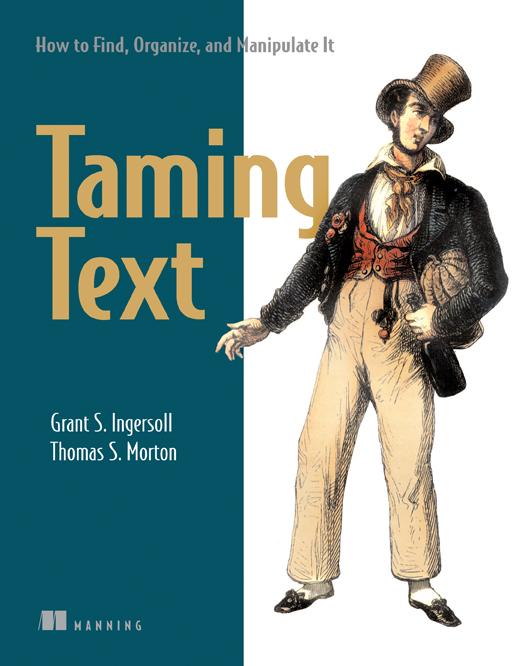 How to Find, Organize, and Manipulate It
Taming
Text
Grant S. Ingersoll
Thomas S. Morton
MANNING